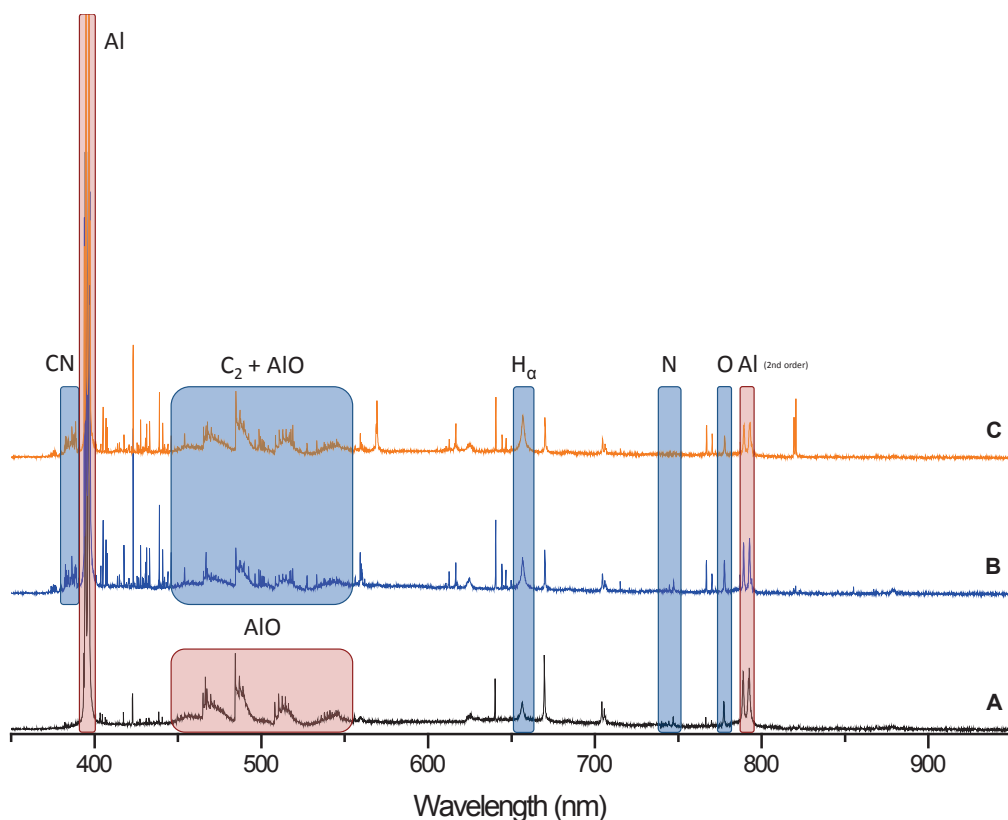 Al
CN
C₂ + AlO
Hα
N
O
Al (2nd order)
C
B
AlO
A
400 500 600 700 800 900
Wavelength (nm)